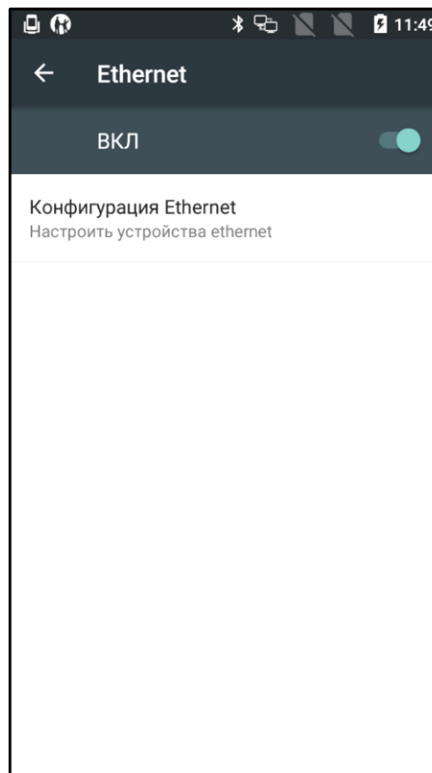 11:49
Ethernet
ВКЛ
Конфигурация Ethernet
Настроить устройства ethernet